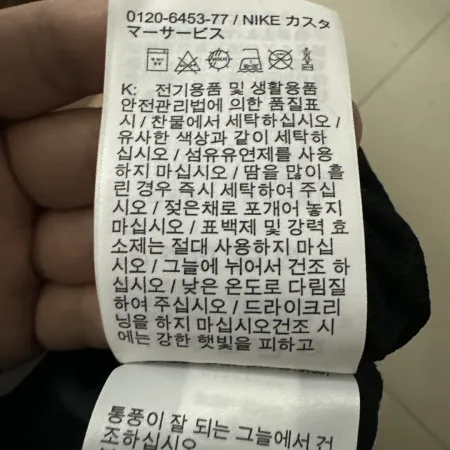 0120-6453-77 / NIKE カスタ
マーサービス
K: 전기용품 및 생활용품
안전관리법에 의한 품질표
시 / 찬물에서 세탁하십시오 /
유사한 색상과 같이 세탁하
십시오 / 섬유유연제를 사용
하지 마십시오 / 땀을 많이 흘
린 경우 즉시 세탁하여 주십
시오 / 젖은채로 포개어 놓지
마십시오 / 표백제 및 강력 효
소제는 절대 사용하지 마십
시오 / 그늘에 뉘어서 건조 하
십시오 / 낮은 온도로 다림질
하여 주십시오 / 드라이크리
닝을 하지 마십시오건조 시
에는 강한 햇빛을 피하고
통풍이 잘 되는 그늘에서 건
조하십시오